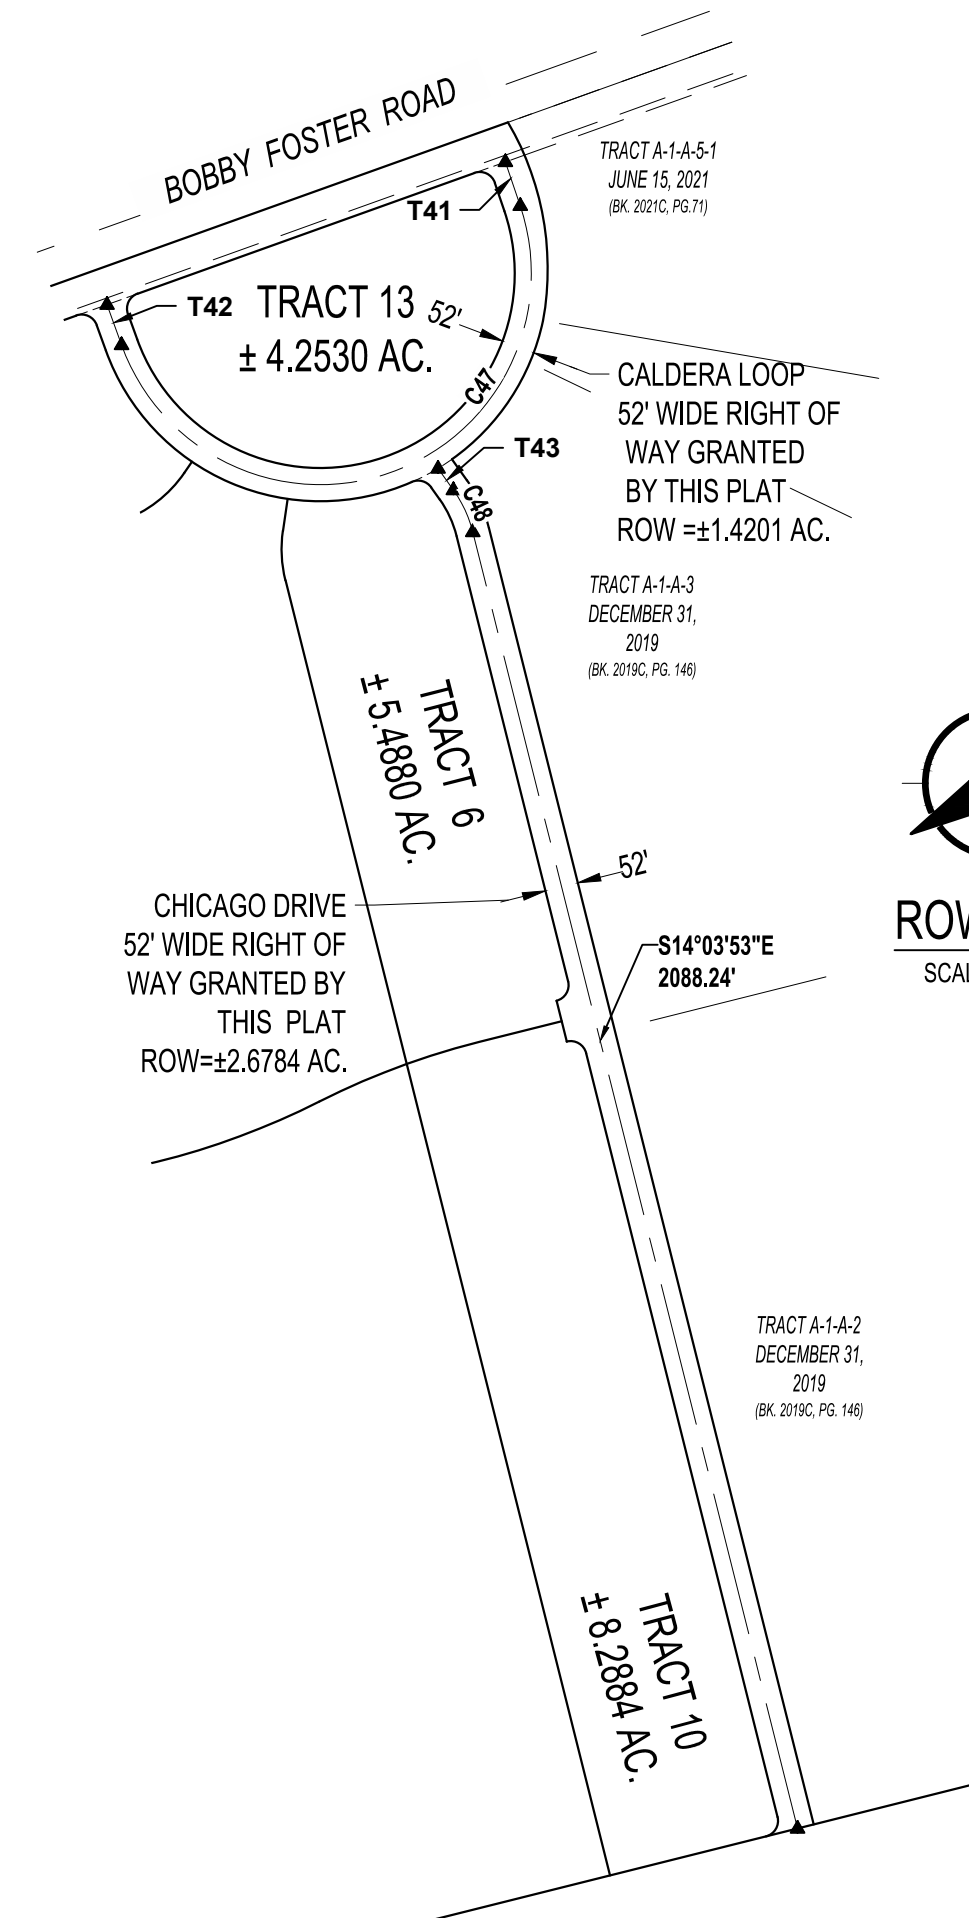 BOBBY FOSTER ROAD
TRACT A-1-A-5-1
JUNE 15, 2021
(BK. 2021C, PG.71)
T41
T42
TRACT 13
± 4.2530 AC.
52'
C47
CALDERA LOOP
52' WIDE RIGHT OF
WAY GRANTED
BY THIS PLAT
ROW =±1.4201 AC.
T43
C48
TRACT A-1-A-3
DECEMBER 31,
2019
(BK. 2019C, PG. 146)
TRACT 6
± 5.4880 AC.
52'
CHICAGO DRIVE
52' WIDE RIGHT OF
WAY GRANTED BY
THIS PLAT
ROW=±2.6784 AC.
S14°03'53"E
2088.24'
ROW
SCAL
TRACT A-1-A-2
DECEMBER 31,
2019
(BK. 2019C, PG. 146)
TRACT 10
± 8.2884 AC.